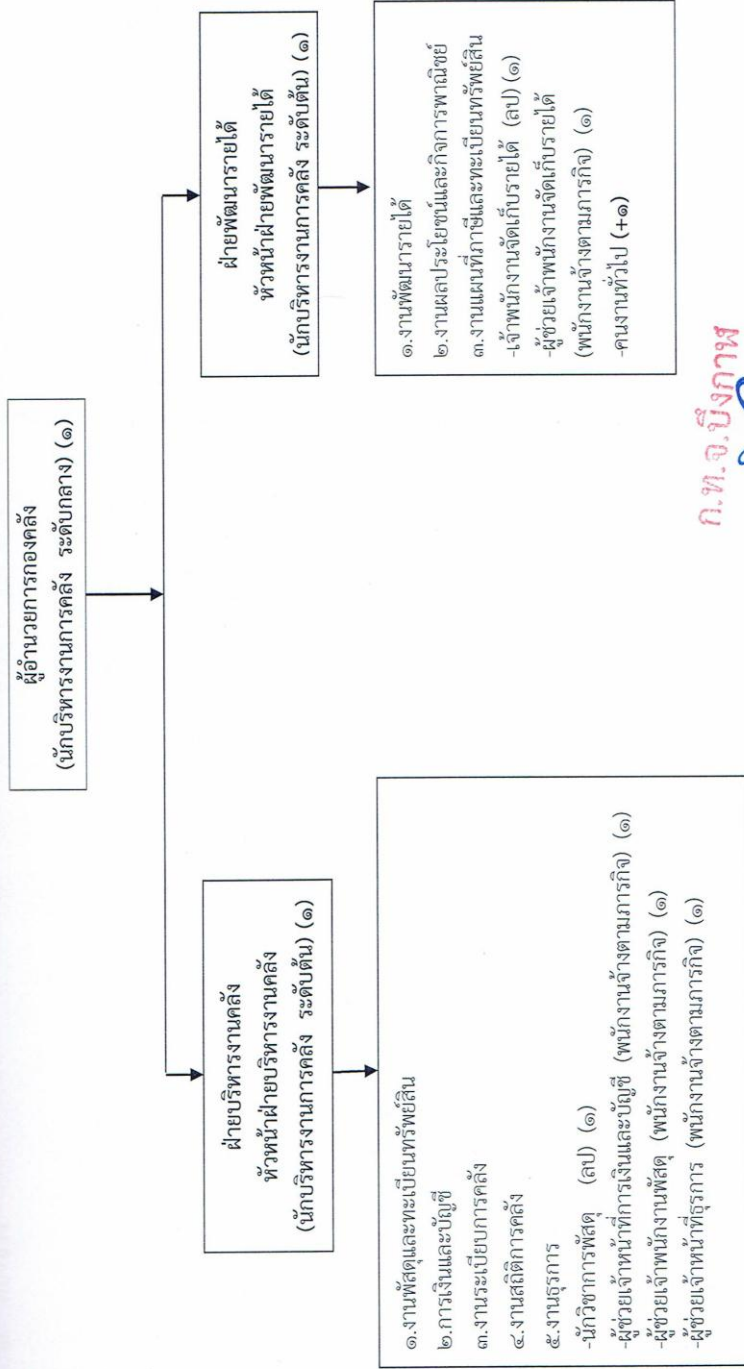 ผู้อำนวยการกองคลัง
(นักบริหารงานการคลัง ระดับกลาง) (๑)
ฝ่ายบริหารงานคลัง
หัวหน้าฝ่ายบริหารงานคลัง
(นักบริหารงานการคลัง ระดับต้น) (๑)
๑.งานพัสดุและทะเบียนทรัพย์สิน
๒.การเงินและบัญชี
๓.งานระเบียบการคลัง
๔.งานสถิติการคลัง
๕.งานธุรการ
-นักวิชาการพัสดุ (ลป) (๑)
-ผู้ช่วยเจ้าหน้าที่การเงินและบัญชี (พนักงานจ้างตามภารกิจ) (๑)
-ผู้ช่วยเจ้าพนักงานพัสดุ (พนักงานจ้างตามภารกิจ) (๑)
-ผู้ช่วยเจ้าหน้าที่ธุรการ (พนักงานจ้างตามภารกิจ) (๑)
ฝ่ายพัฒนารายได้
หัวหน้าฝ่ายพัฒนารายได้
(นักบริหารงานการคลัง ระดับต้น) (๑)
๑.งานพัฒนารายได้
๒.งานผลประโยชน์และกิจการพาณิชย์
๓.งานแผนที่ภาษีและทะเบียนทรัพย์สิน
-เจ้าพนักงานจัดเก็บรายได้ (ลป) (๑)
-ผู้ช่วยเจ้าพนักงานจัดเก็บรายได้
(พนักงานจ้างตามภารกิจ) (๑)
-คนงานทั่วไป (+๑)
ก.ท.จ.บึงกาฬ